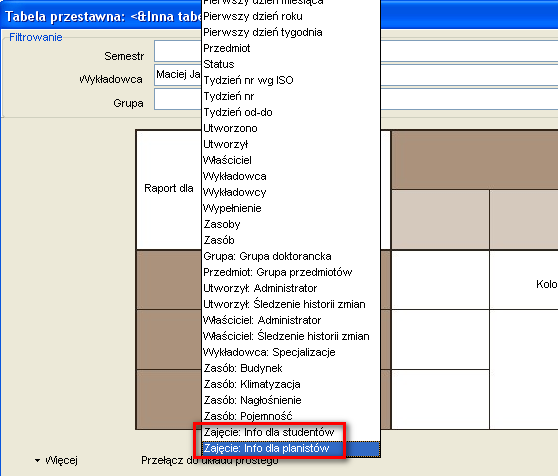 Tabela przestawna: <&Inna tabe
Filtrowanie
Semestr
Wykładowca
Maciej Ja
Grupa
Raport dla
Kolo
Pierwszy dzień miesiąca
Pierwszy dzień roku
Pierwszy dzień tygodnia
Przedmiot
Status
Tydzień nr wg ISO
Tydzień nr
Tydzień od-do
Utworzono
Utworzył
Właściciel
Wykładowca
Wykładowcy
Wypełnienie
Zasoby
Zasób
Grupa: Grupa doktorancka
Przedmiot: Grupa przedmiotów
Utworzył: Administrator
Utworzył: Śledzenie historii zmian
Właściciel: Administrator
Właściciel: Śledzenie historii zmian
Wykładowca: Specjalizacje
Zasób: Budynek
Zasób: Klimatyzacja
Zasób: Nagłośnienie
Zasób: Pojemność
Zajęcie: Info dla studentów
Zajęcie: Info dla planistów
Więcej
Przełącz do układu prostego